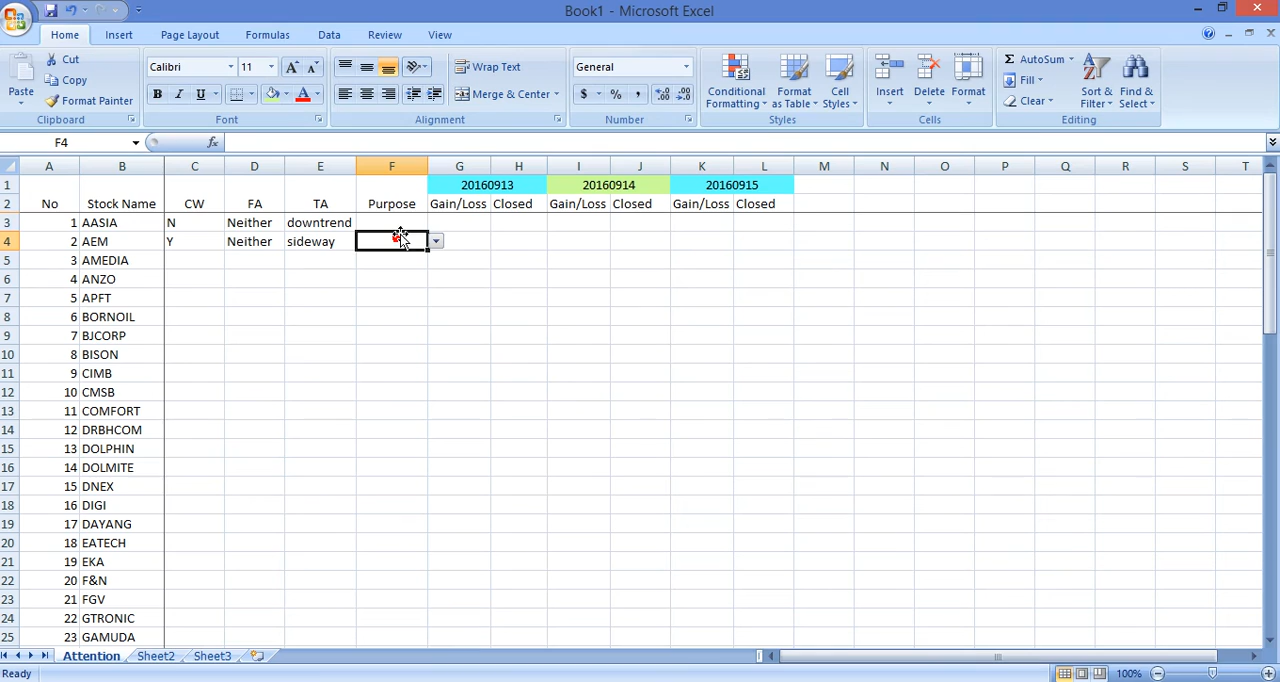 Book1 - Microsoft Excel
Home Insert Page Layout Formulas Data Review View
Paste Cut Copy Format Painter Clipboard
Calibri 11 A A B I U A Font
Wrap Text Merge & Center Alignment
General $ % , .0 .00 .00 .0 Number
Conditional Formatting Format as Table Cell Styles Styles
Insert Delete Format Cells
Σ AutoSum Fill Clear Sort & Filter Find & Select Editing
F4 fx
A B C D E F G H I J K L M N O P Q R S T
1 20160913 20160914 20160915
2 No Stock Name CW FA TA Purpose Gain/Loss Closed Gain/Loss Closed Gain/Loss Closed
3 1 AASIA N Neither downtrend
4 2 AEM Y Neither sideway
5 3 AMEDIA
6 4 ANZO
7 5 APFT
8 6 BORNOIL
9 7 BJCORP
10 8 BISON
11 9 CIMB
12 10 CMSB
13 11 COMFORT
14 12 DRBHCOM
15 13 DOLPHIN
16 14 DOLMITE
17 15 DNEX
18 16 DIGI
19 17 DAYANG
20 18 EATECH
21 19 EKA
22 20 F&N
23 21 FGV
24 22 GTRONIC
25 23 GAMUDA
Attention Sheet2 Sheet3
Ready 100%